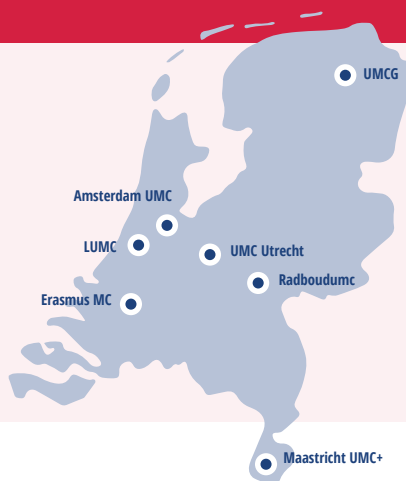 UMCG
Amsterdam UMC
LUMC
UMC Utrecht
Radboudumc
Erasmus MC
Maastricht UMC+